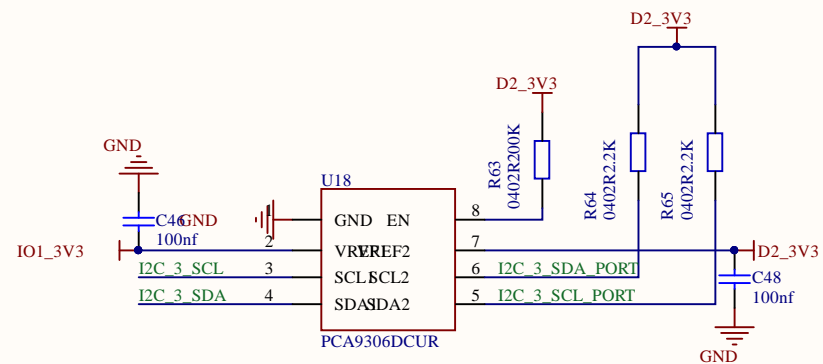 D2_3V3
D2_3V3
GND
R63
0402R200K
R64
0402R2.2K
R65
0402R2.2K
U18
C46
GND
100nf
1
GND
EN
8
IO1_3V3
2
VREF1
VREF2
7
D2_3V3
I2C_3_SCL
3
SCL1
SCL2
6
I2C_3_SDA_PORT
C48
100nf
I2C_3_SDA
4
SDA1
SDA2
5
I2C_3_SCL_PORT
PCA9306DCUR
GND